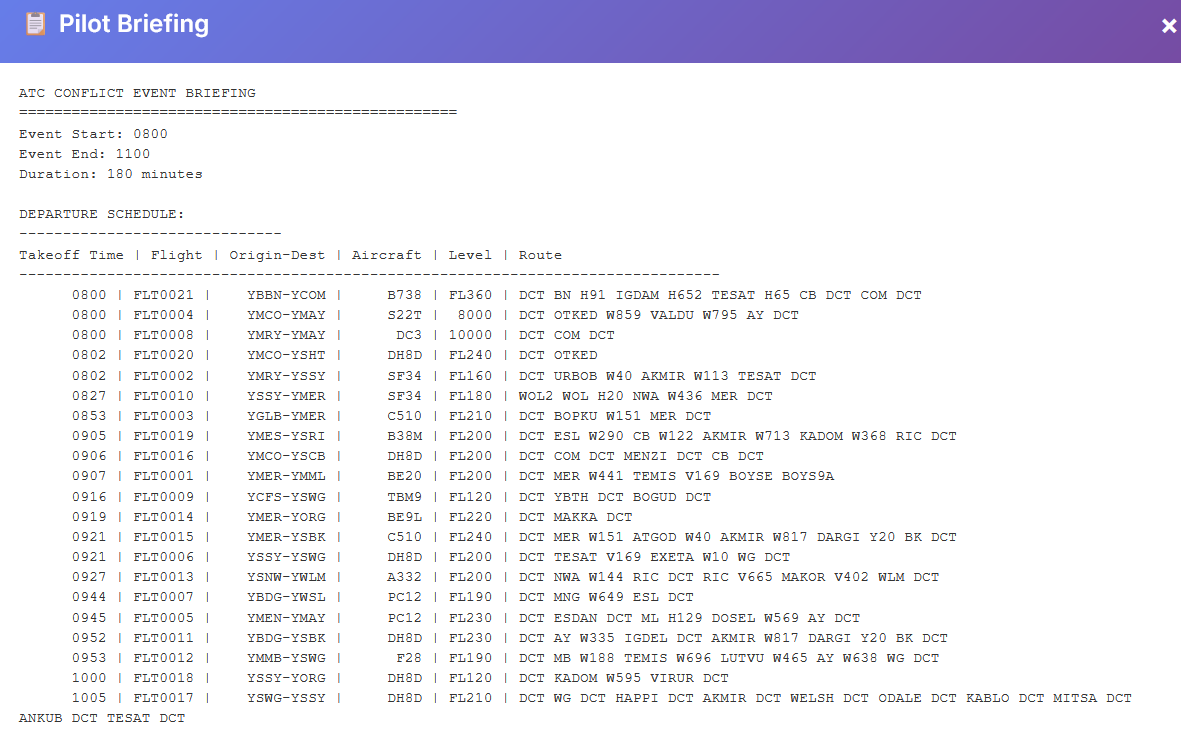 Pilot Briefing
ATC CONFLICT EVENT BRIEFING
==================================================
Event Start: 0800
Event End: 1100
Duration: 180 minutes
DEPARTURE SCHEDULE:
------------------------------
Takeoff Time | Flight | Origin-Dest | Aircraft | Level | Route
--------------------------------------------------------------------------------
0800 | FLT0021 | YBBN-YCOM | B738 | FL360 | DCT BN H91 IGDAM H652 TESAT H65 CB DCT COM DCT
0800 | FLT0004 | YMCO-YMAY | S22T | 8000 | DCT OTKED W859 VALDU W795 AY DCT
0800 | FLT0008 | YMRY-YMAY | DC3 | 10000 | DCT COM DCT
0802 | FLT0020 | YMCO-YSHT | DH8D | FL240 | DCT OTKED
0802 | FLT0002 | YMRY-YSSY | SF34 | FL160 | DCT URBOB W40 AKMIR W113 TESAT DCT
0827 | FLT0010 | YSSY-YMER | SF34 | FL180 | WOL2 WOL H20 NWA W436 MER DCT
0853 | FLT0003 | YGLB-YMER | C510 | FL210 | DCT BOPKU W151 MER DCT
0905 | FLT0019 | YMES-YSRI | B38M | FL200 | DCT ESL W290 CB W122 AKMIR W713 KADOM W368 RIC DCT
0906 | FLT0016 | YMCO-YSCB | DH8D | FL200 | DCT COM DCT MENZI DCT CB DCT
0907 | FLT0001 | YMER-YMML | BE20 | FL200 | DCT MER W441 TEMIS V169 BOYSE BOYS9A
0916 | FLT0009 | YCFS-YSWG | TBM9 | FL120 | DCT YBTH DCT BOGUD DCT
0919 | FLT0014 | YMER-YORG | BE9L | FL220 | DCT MAKKA DCT
0921 | FLT0015 | YMER-YSBK | C510 | FL240 | DCT MER W151 ATGOD W40 AKMIR W817 DARGI Y20 BK DCT
0921 | FLT0006 | YSSY-YSWG | DH8D | FL200 | DCT TESAT V169 EXETA W10 WG DCT
0927 | FLT0013 | YSNW-YWLM | A332 | FL200 | DCT NWA W144 RIC DCT RIC V665 MAKOR V402 WLM DCT
0944 | FLT0007 | YBDG-YWSL | PC12 | FL190 | DCT MNG W649 ESL DCT
0945 | FLT0005 | YMEN-YMAY | PC12 | FL230 | DCT ESDAN DCT ML H129 DOSEL W569 AY DCT
0952 | FLT0011 | YBDG-YSBK | DH8D | FL230 | DCT AY W335 IGDEL DCT AKMIR W817 DARGI Y20 BK DCT
0953 | FLT0012 | YMMB-YSWG | F28 | FL190 | DCT MB W188 TEMIS W696 LUTVU W465 AY W638 WG DCT
1000 | FLT0018 | YSSY-YORG | DH8D | FL120 | DCT KADOM W595 VIRUR DCT
1005 | FLT0017 | YSWG-YSSY | DH8D | FL210 | DCT WG DCT HAPPI DCT AKMIR DCT WELSH DCT ODALE DCT KABLO DCT MITSA DCT
ANKUB DCT TESAT DCT